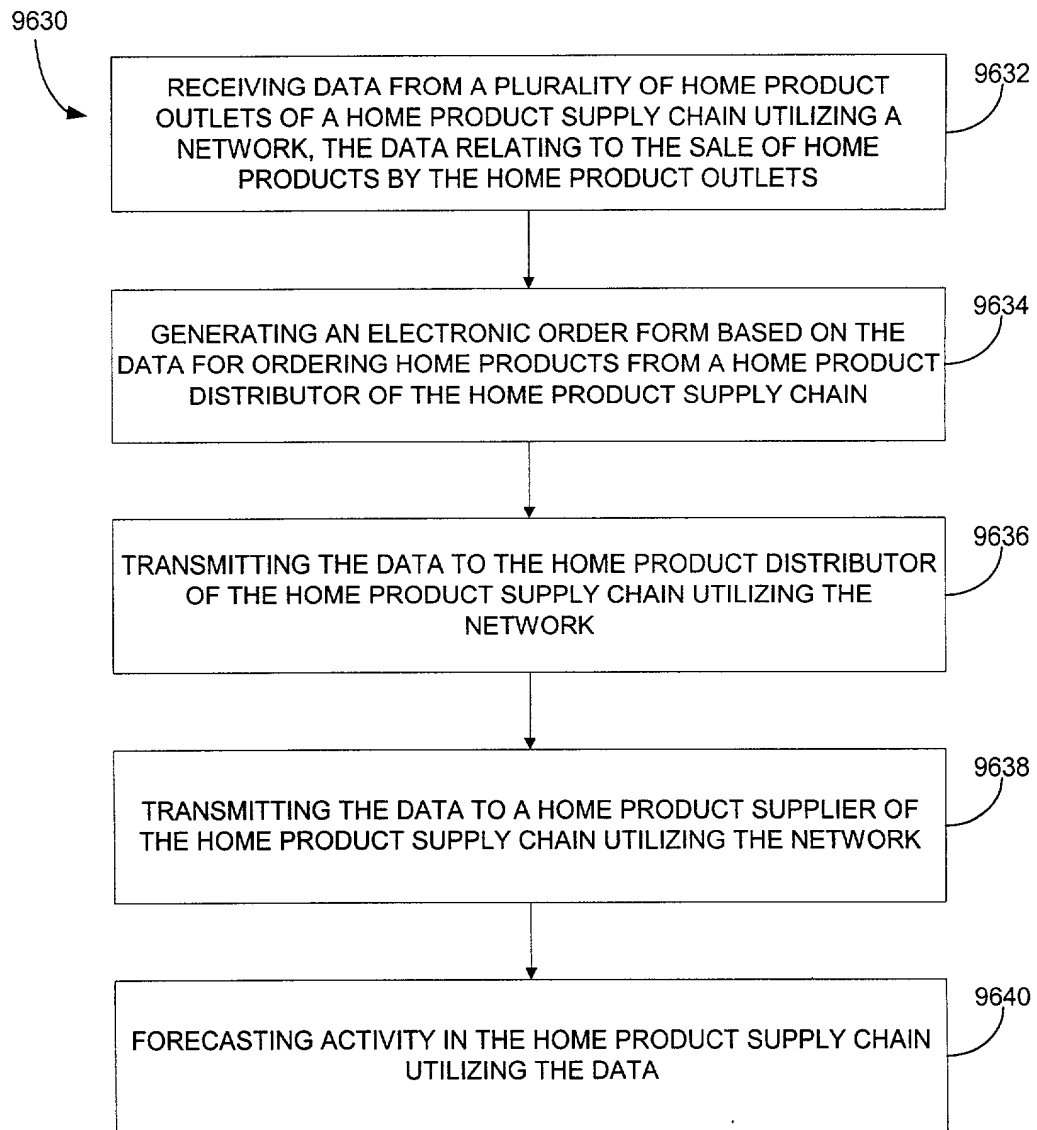 9630
RECEIVING DATA FROM A PLURALITY OF HOME PRODUCT
OUTLETS OF A HOME PRODUCT SUPPLY CHAIN UTILIZING A
NETWORK, THE DATA RELATING TO THE SALE OF HOME
PRODUCTS BY THE HOME PRODUCT OUTLETS
9632
GENERATING AN ELECTRONIC ORDER FORM BASED ON THE
DATA FOR ORDERING HOME PRODUCTS FROM A HOME PRODUCT
DISTRIBUTOR OF THE HOME PRODUCT SUPPLY CHAIN
9634
TRANSMITTING THE DATA TO THE HOME PRODUCT DISTRIBUTOR
OF THE HOME PRODUCT SUPPLY CHAIN UTILIZING THE
NETWORK
9636
TRANSMITTING THE DATA TO A HOME PRODUCT SUPPLIER OF
THE HOME PRODUCT SUPPLY CHAIN UTILIZING THE NETWORK
9638
FORECASTING ACTIVITY IN THE HOME PRODUCT SUPPLY CHAIN
UTILIZING THE DATA
9640